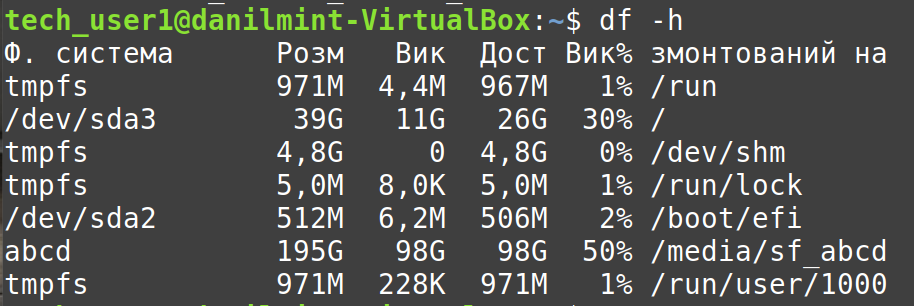 tech_user1@danilmint-VirtualBox:~$ df -h
Ф. система Розм Вик Дост Вик% змонтований на
tmpfs 971M 4,4M 967M 1% /run
/dev/sda3 39G 11G 26G 30% /
tmpfs 4,8G 0 4,8G 0% /dev/shm
tmpfs 5,0M 8,0K 5,0M 1% /run/lock
/dev/sda2 512M 6,2M 506M 2% /boot/efi
abcd 195G 98G 98G 50% /media/sf_abcd
tmpfs 971M 228K 971M 1% /run/user/1000